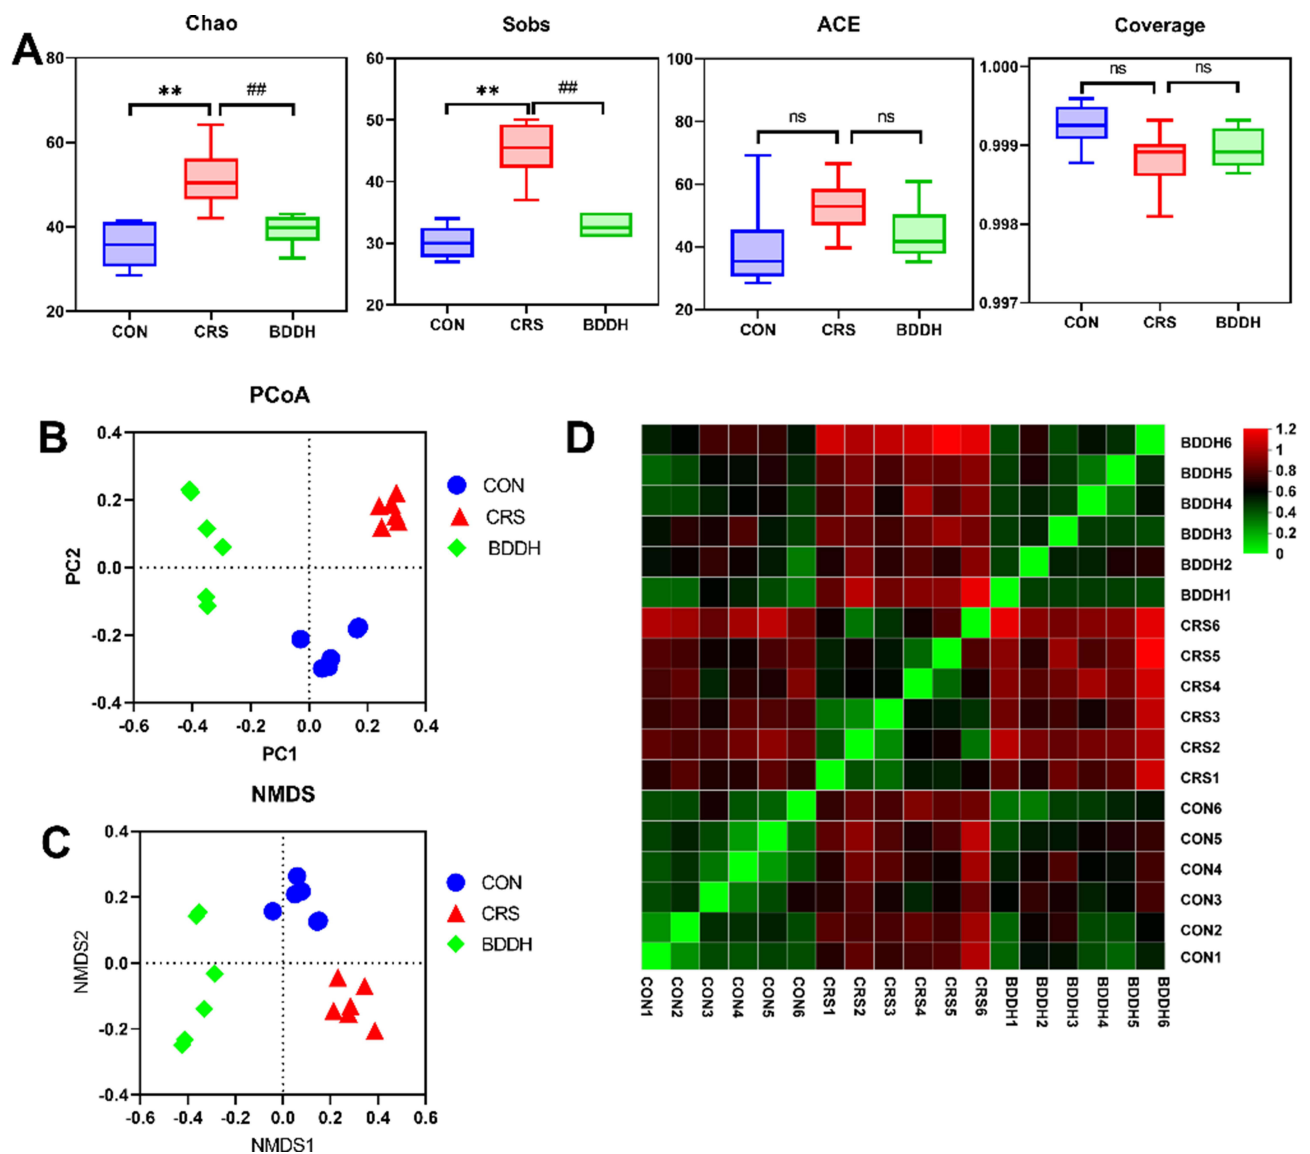 A
Chao
80
60
40
20
**
##
CON
CRS
BDDH
Sobs
60
50
40
30
20
**
##
CON
CRS
BDDH
ACE
100
80
60
40
20
ns
ns
CON
CRS
BDDH
Coverage
1.000
0.999
0.998
0.997
ns
ns
CON
CRS
BDDH
B
PCoA
PC2
0.4
0.2
0.0
-0.2
-0.4
-0.6
-0.4
-0.2
0.0
0.2
0.4
PC1
CON
CRS
BDDH
C
NMDS
NMDS2
0.4
0.2
0.0
-0.2
-0.4
-0.6
-0.4
-0.2
0.0
0.2
0.4
0.6
NMDS1
CON
CRS
BDDH
D
BDDH6
BDDH5
BDDH4
BDDH3
BDDH2
BDDH1
CRS6
CRS5
CRS4
CRS3
CRS2
CRS1
CON6
CON5
CON4
CON3
CON2
CON1
CON1
CON2
CON3
CON4
CON5
CON6
CRS1
CRS2
CRS3
CRS4
CRS5
CRS6
BDDH1
BDDH2
BDDH3
BDDH4
BDDH5
BDDH6
1.2
1
0.8
0.6
0.4
0.2
0